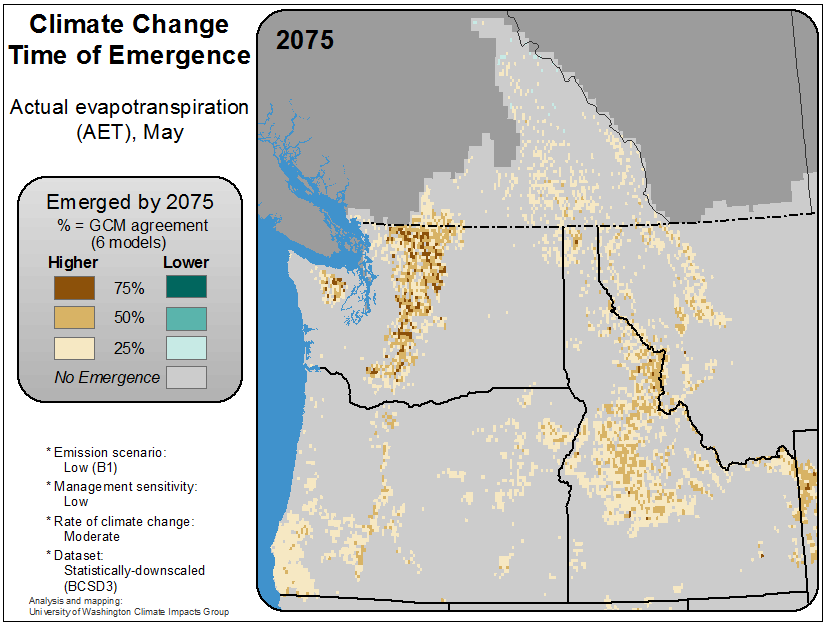 Climate Change
Time of Emergence
Actual evapotranspiration
(AET), May
2075
Emerged by 2075
% = GCM agreement
(6 models)
Higher Lower
75%
50%
25%
No Emergence
* Emission scenario:
Low (B1)
* Management sensitivity:
Low
* Rate of climate change:
Moderate
* Dataset:
Statistically-downscaled
(BCSD3)
Analysis and mapping:
University of Washington Climate Impacts Group